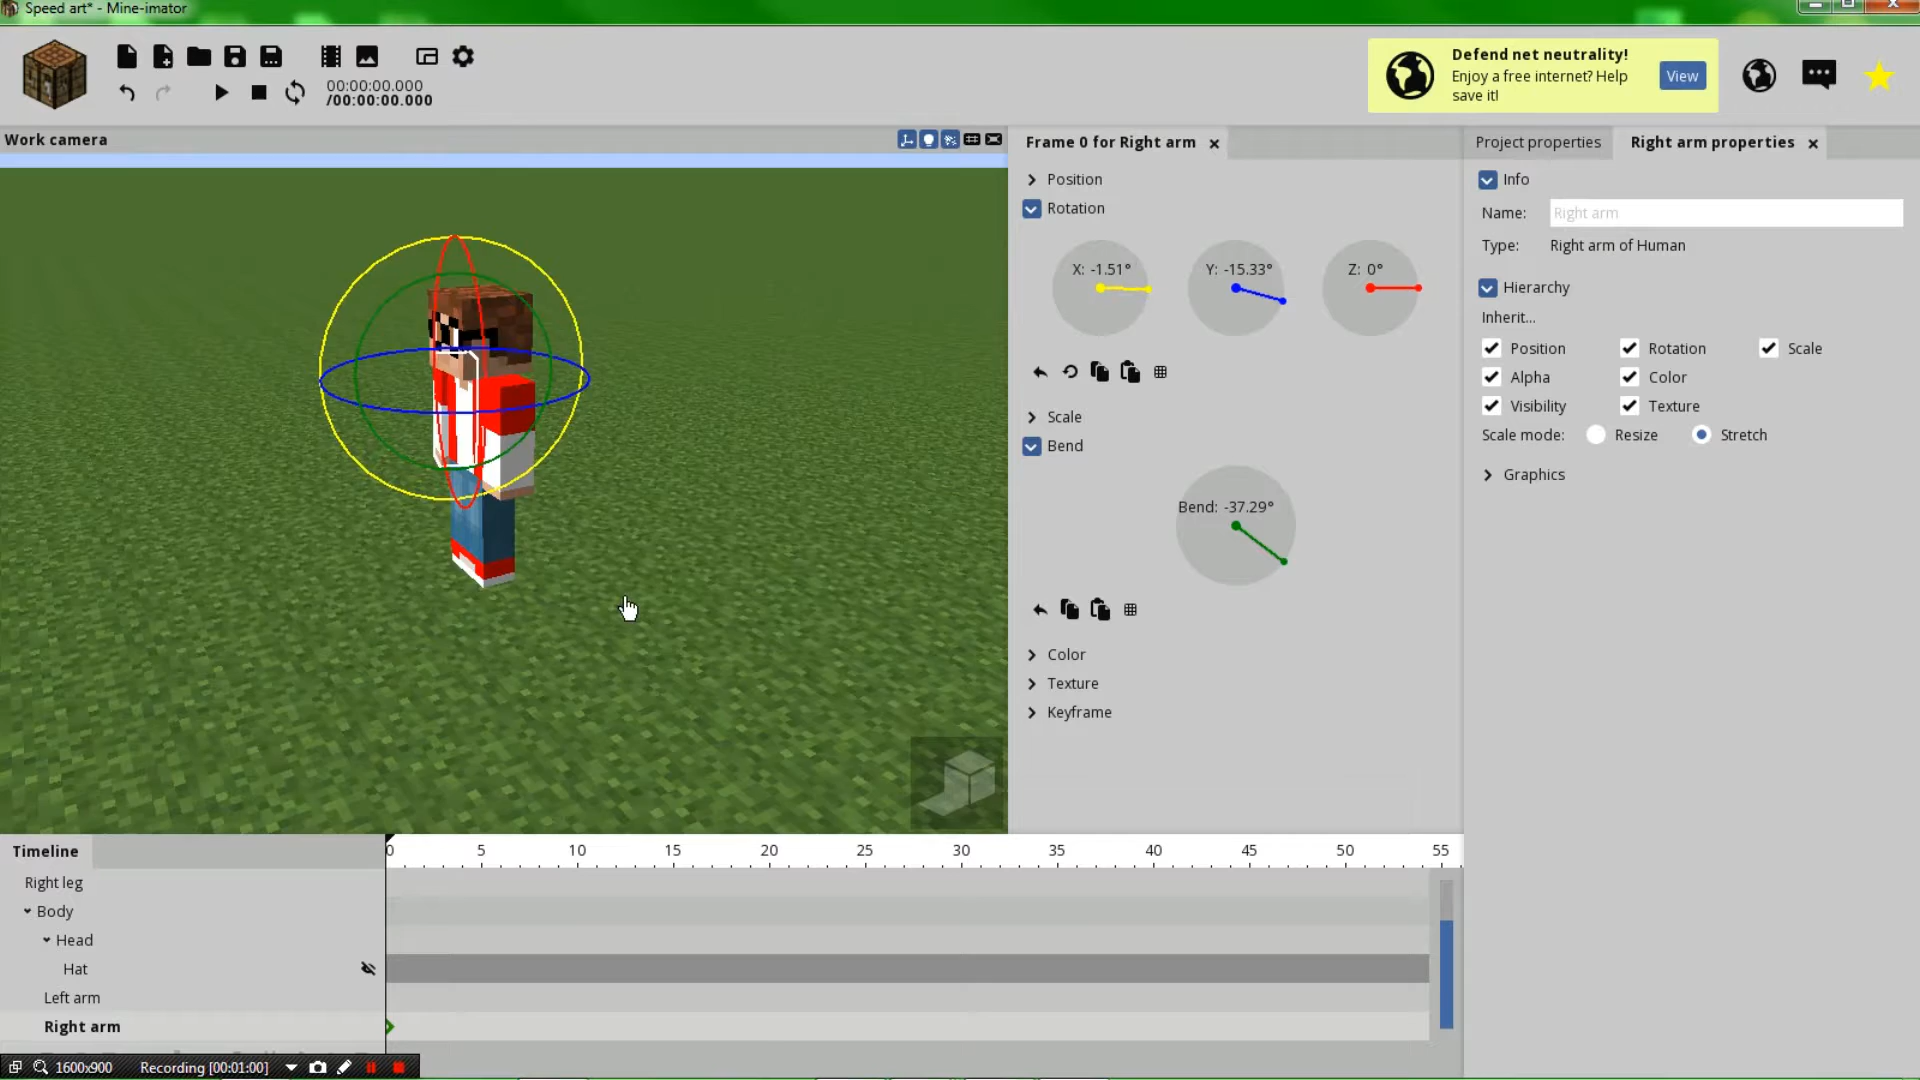 Speed art* - Mine-imator
00:00:00.000
/00:00:00.000
Defend net neutrality!
Enjoy a free internet? Help
save it!
View
Work camera
Frame 0 for Right arm
Position
Rotation
X: -1.51°
Y: -15.33°
Z: 0°
Scale
Bend
Bend: -37.29°
Color
Texture
Keyframe
Project properties
Right arm properties
Info
Name: Right arm
Type: Right arm of Human
Hierarchy
Inherit...
Position Rotation Scale
Alpha Color
Visibility Texture
Scale mode: Resize Stretch
Graphics
Timeline
0 5 10 15 20 25 30 35 40 45 50 55
Right leg
Body
Head
Hat
Left arm
Right arm
1600x900 Recording [00:01:00]